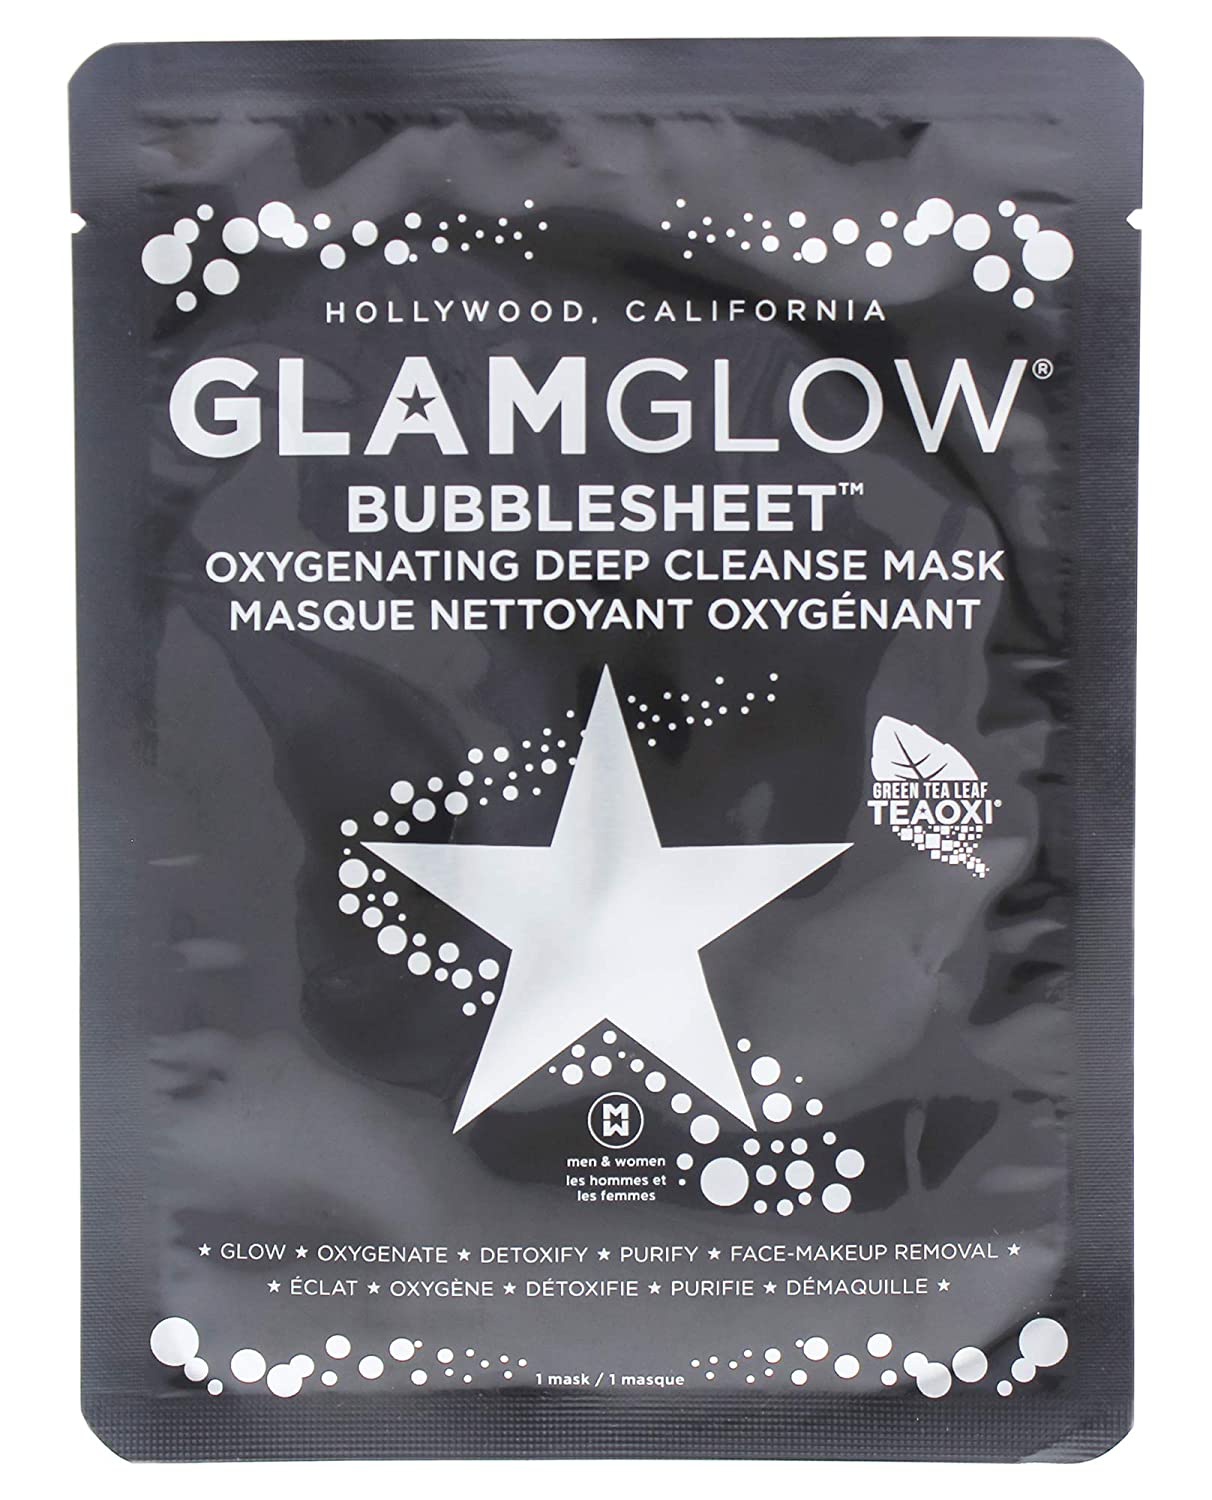 HOLLYWOOD, CALIFORNIA
GLAMGLOW®
BUBBLESHEET™
OXYGENATING DEEP CLEANSE MASK
MASQUE NETTOYANT OXYGÉNANT
GREEN TEA LEAF
TEAOXI®
M
W
men & women
les hommes et
les femmes
★ GLOW ★ OXYGENATE ★ DETOXIFY ★ PURIFY ★ FACE-MAKEUP REMOVAL ★
★ ÉCLAT ★ OXYGÈNE ★ DÉTOXIFIE ★ PURIFIE ★ DÉMAQUILLE ★
1 mask / 1 masque